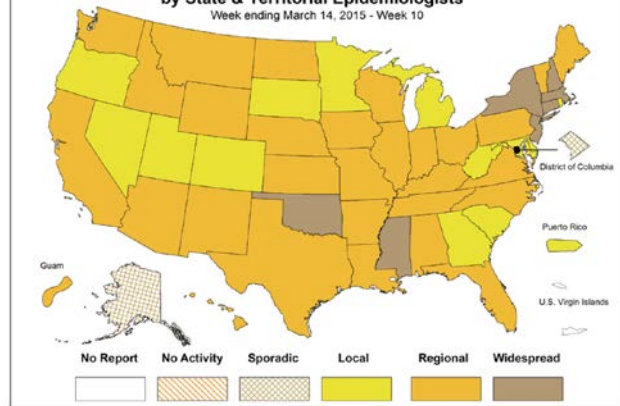 by State & Territorial Epidemiologists
Week ending March 14, 2015 - Week 10
District of Columbia
Puerto Rico
Guam
U.S. Virgin Islands
No Report No Activity Sporadic Local Regional Widespread